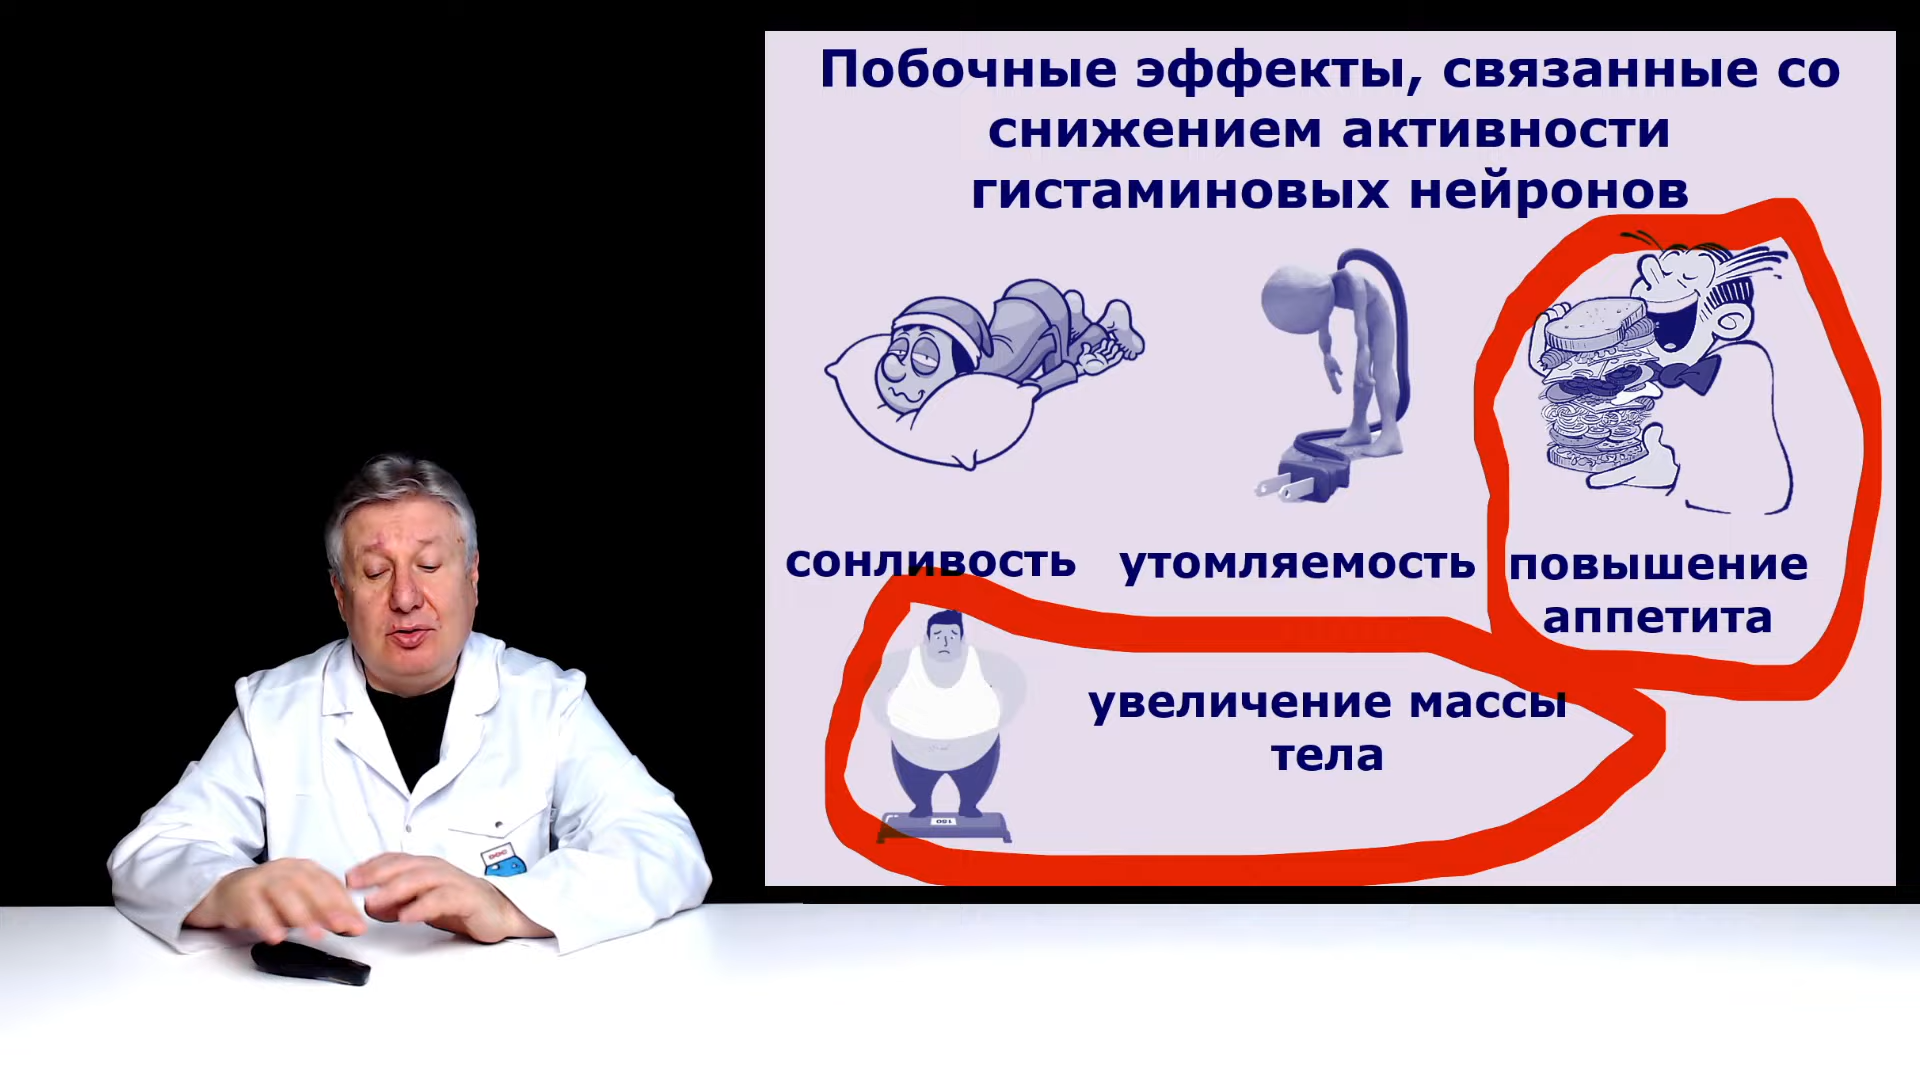 Побочные эффекты, связанные со
снижением активности
гистаминовых нейронов
сонливость
утомляемость
повышение
аппетита
увеличение массы
тела